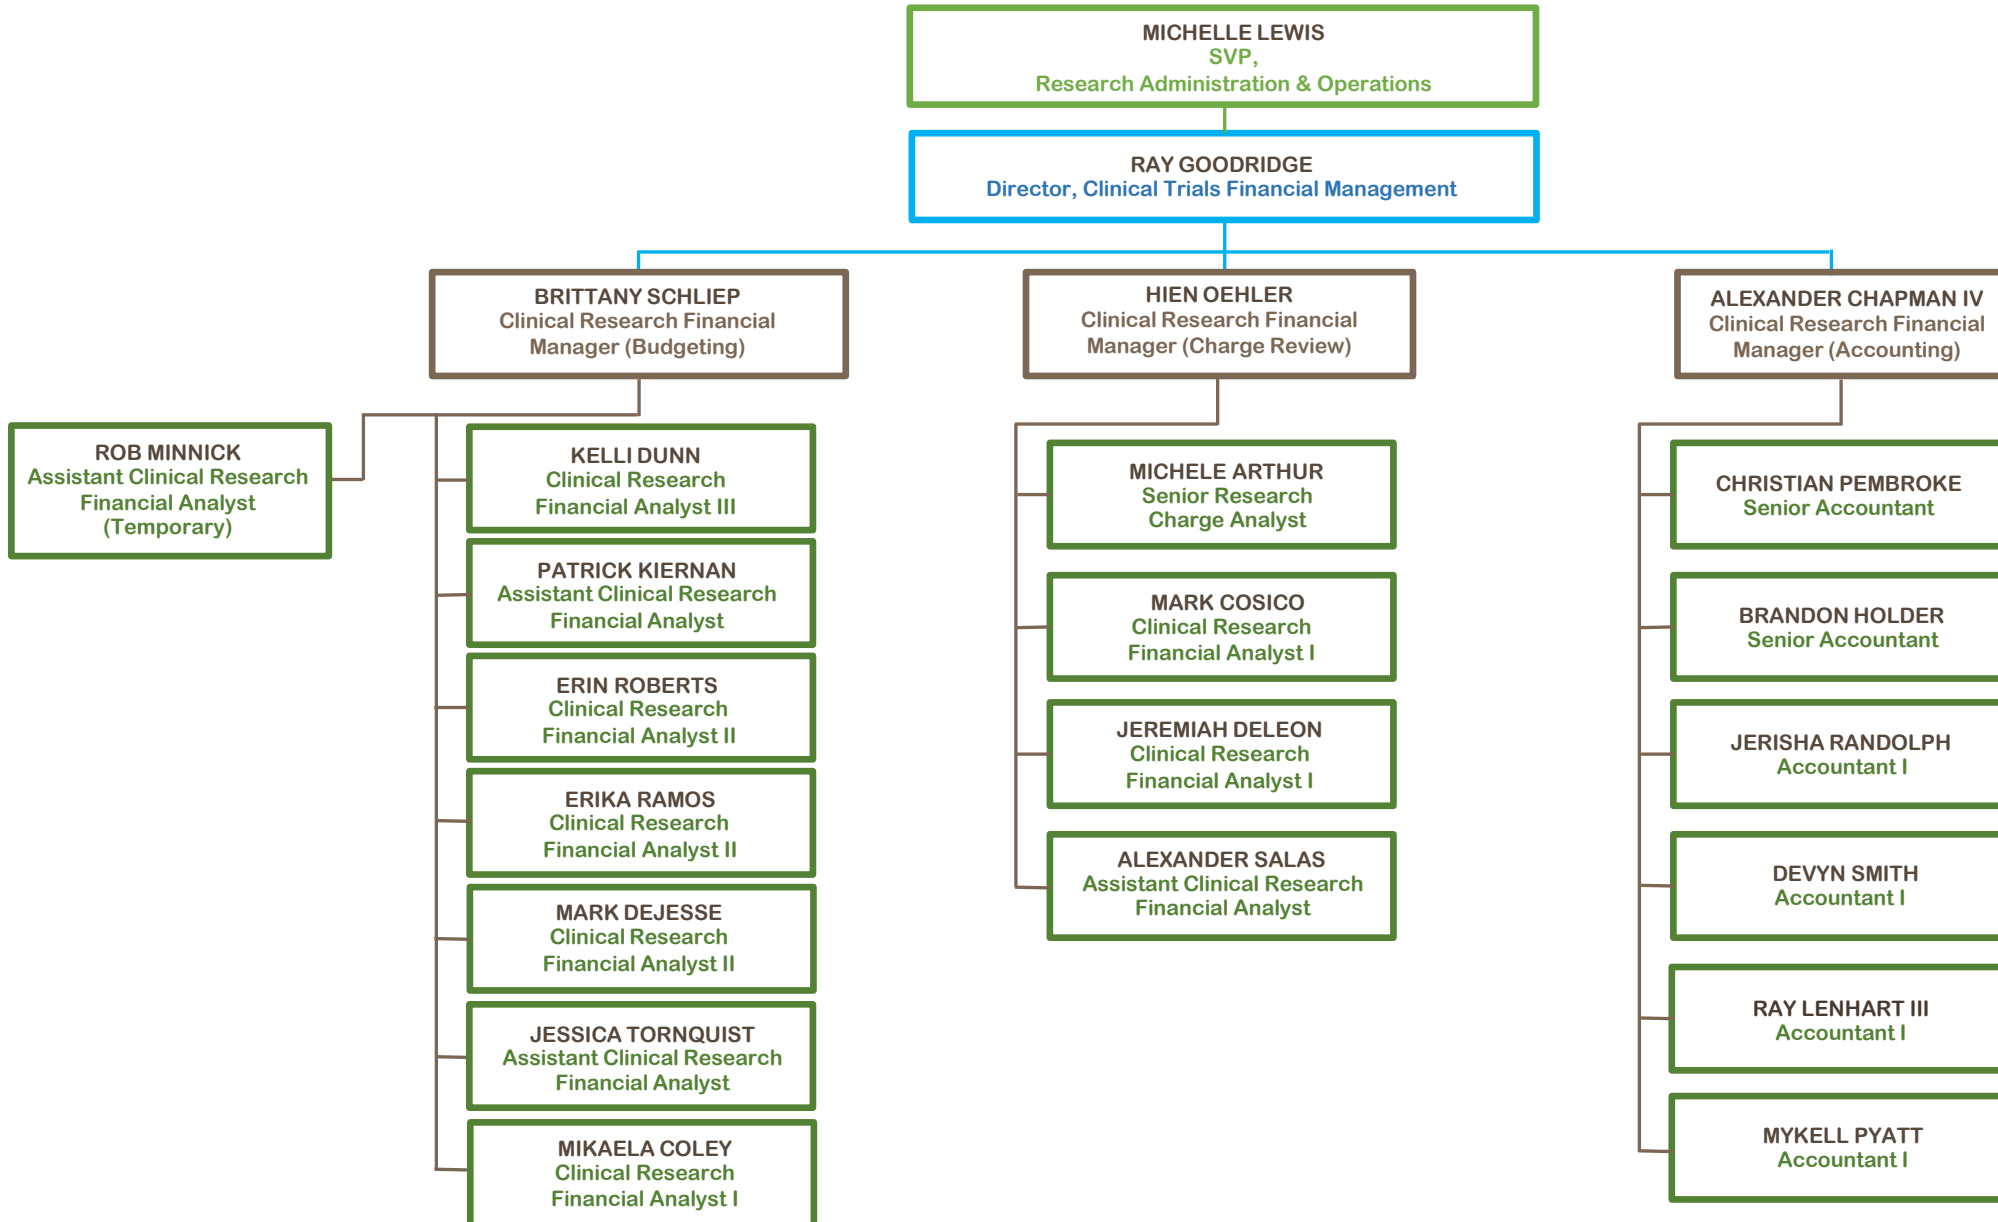 MICHELLE LEWIS
SVP,
Research Administration & Operations
RAY GOODRIDGE
Director, Clinical Trials Financial Management
BRITTANY SCHLIEP
Clinical Research Financial
Manager (Budgeting)
HIEN OEHLER
Clinical Research Financial
Manager (Charge Review)
ALEXANDER CHAPMAN IV
Clinical Research Financial
Manager (Accounting)
ROB MINNICK
Assistant Clinical Research
Financial Analyst
(Temporary)
KELLI DUNN
Clinical Research
Financial Analyst III
PATRICK KIERNAN
Assistant Clinical Research
Financial Analyst
ERIN ROBERTS
Clinical Research
Financial Analyst II
ERIKA RAMOS
Clinical Research
Financial Analyst II
MARK DEJESSE
Clinical Research
Financial Analyst II
JESSICA TORNQUIST
Assistant Clinical Research
Financial Analyst
MIKAELA COLEY
Clinical Research
Financial Analyst I
MICHELE ARTHUR
Senior Research
Charge Analyst
MARK COSICO
Clinical Research
Financial Analyst I
JEREMIAH DELEON
Clinical Research
Financial Analyst I
ALEXANDER SALAS
Assistant Clinical Research
Financial Analyst
CHRISTIAN PEMBROKE
Senior Accountant
BRANDON HOLDER
Senior Accountant
JERISHA RANDOLPH
Accountant I
DEVYN SMITH
Accountant I
RAY LENHART III
Accountant I
MYKELL PYATT
Accountant I